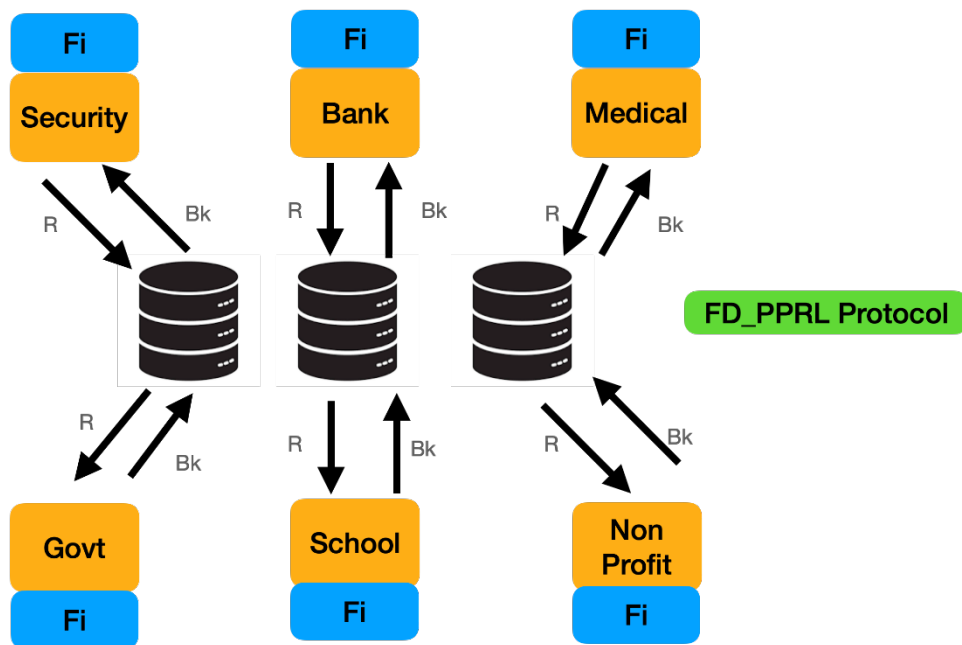 Fi
Fi
Fi
Security
Bank
Medical
R
Bk
R
Bk
R
Bk
FD_PPRL Protocol
R
Bk
R
Bk
R
Bk
Govt
School
Non
Profit
Fi
Fi
Fi